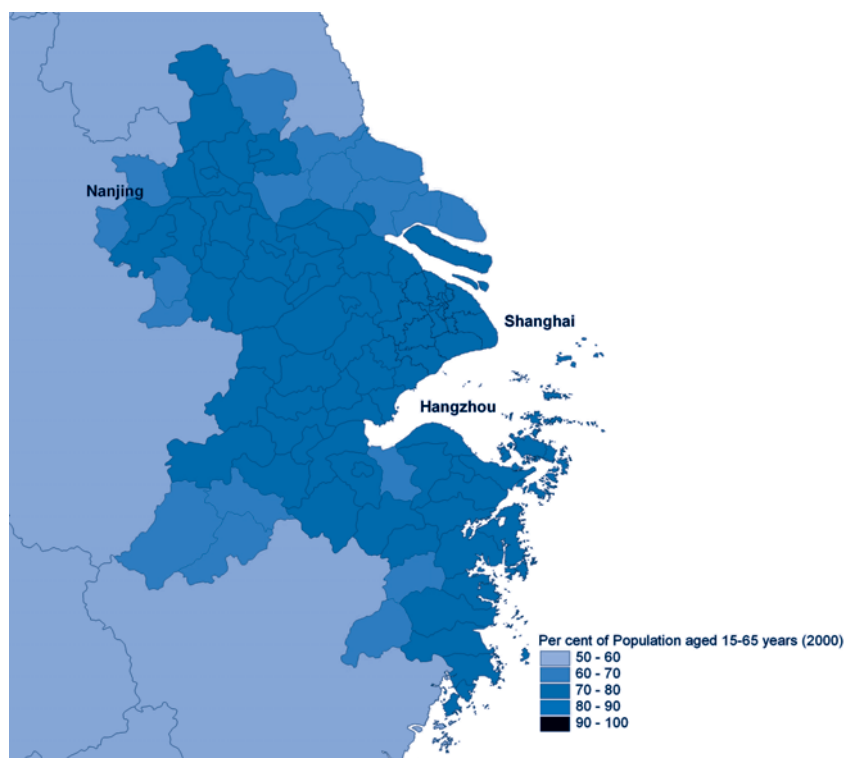 Nanjing
Shanghai
Hangzhou
Per cent of Population aged 15-65 years (2000)
50 - 60
60 - 70
70 - 80
80 - 90
90 - 100